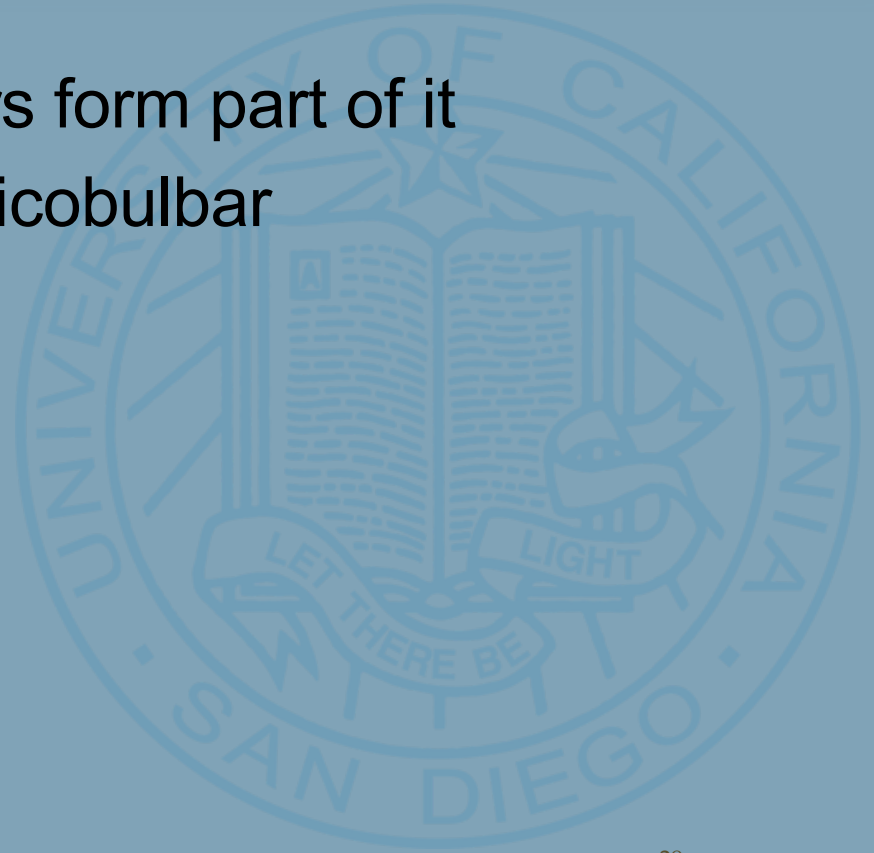 s form part of it
icobulbar
UNIVERSITY OF CALIFORNIA
A
LET THERE BE LIGHT
SAN DIEGO